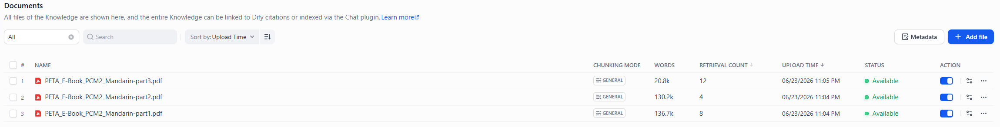 Documents
All files of the Knowledge are shown here, and the entire Knowledge can be linked to Dify citations or indexed via the Chat plugin. Learn more
All Search Sort by: Upload Time Metadata + Add file
# NAME CHUNKING MODE WORDS RETRIEVAL COUNT UPLOAD TIME STATUS ACTION
1 PETA_E-Book_PCM2_Mandarin-part3.pdf GENERAL 20.8k 12 06/23/2026 11:05 PM Available
2 PETA_E-Book_PCM2_Mandarin-part2.pdf GENERAL 130.2k 4 06/23/2026 11:04 PM Available
3 PETA_E-Book_PCM2_Mandarin-part1.pdf GENERAL 136.7k 8 06/23/2026 11:04 PM Available